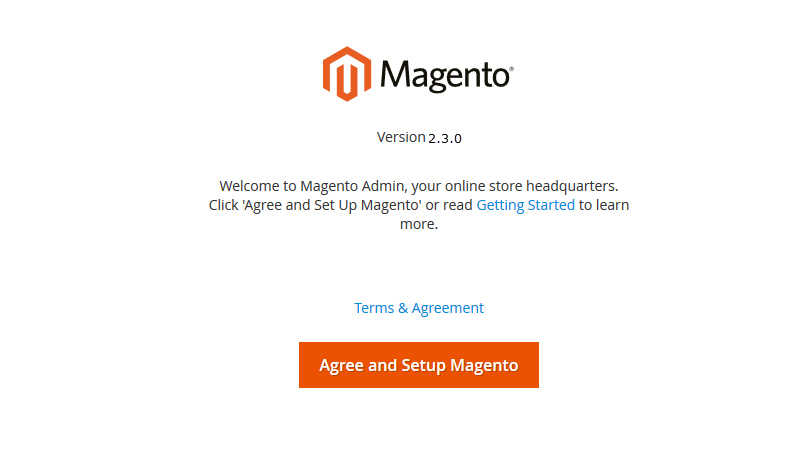 Magento®
Version 2.3.0
Welcome to Magento Admin, your online store headquarters.
Click 'Agree and Set Up Magento' or read Getting Started to learn
more.
Terms & Agreement
Agree and Setup Magento